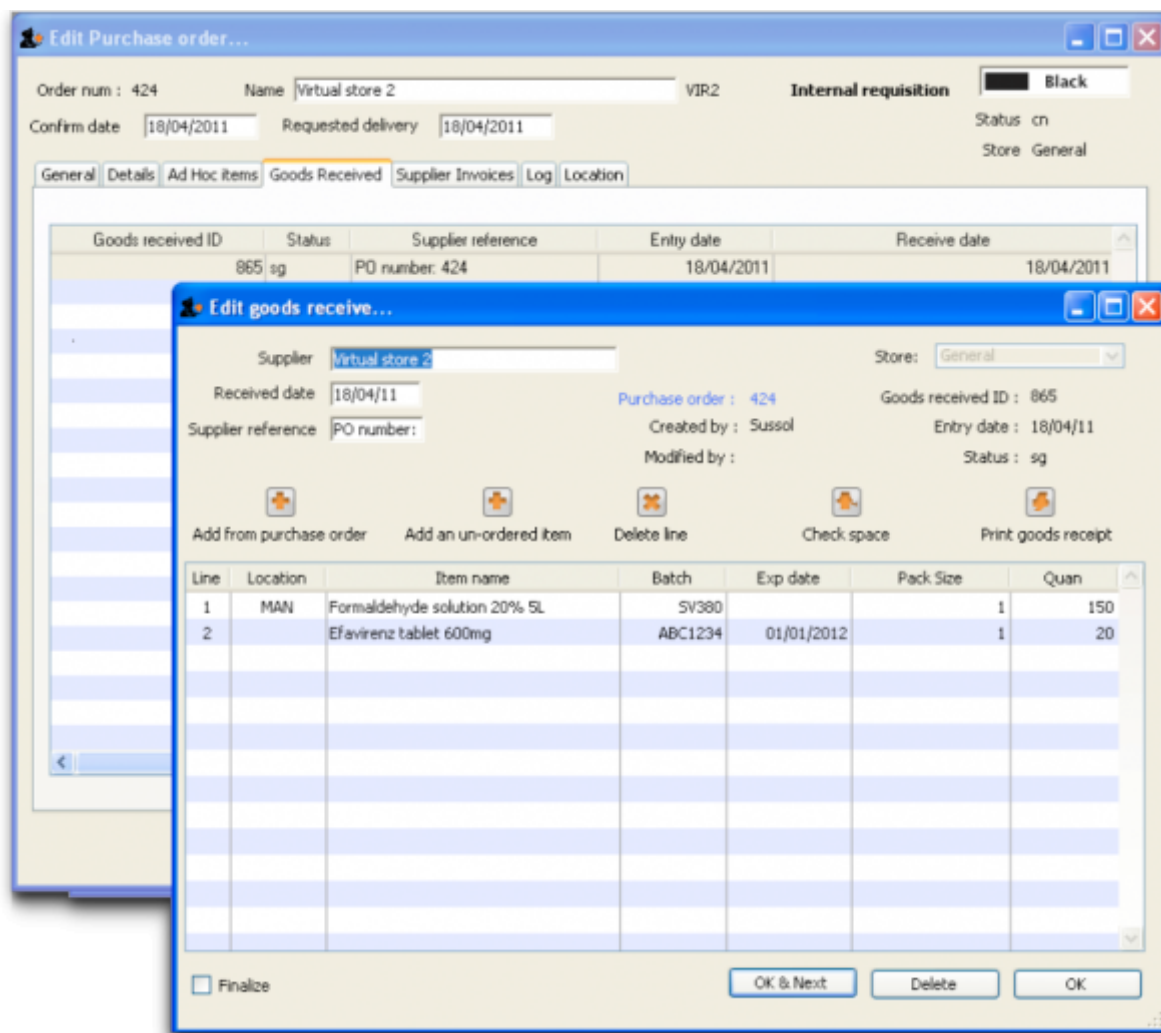 Edit Purchase order...
Order num : 424 Name Virtual store 2 VIR2 Internal requisition Black
Confirm date 18/04/2011 Requested delivery 18/04/2011 Status cn
Store General
General Details Ad Hoc items Goods Received Supplier Invoices Log Location
Goods received ID Status Supplier reference Entry date Receive date
865 sg PO number: 424 18/04/2011 18/04/2011
Edit goods receive...
Supplier Virtual store 2 Store: General
Received date 18/04/11 Purchase order : 424 Goods received ID : 865
Supplier reference PO number: Created by : Sussol Entry date : 18/04/11
Modified by : Status : sg
Add from purchase order Add an un-ordered item Delete line Check space Print goods receipt
Line Location Item name Batch Exp date Pack Size Quan
1 MAN Formaldehyde solution 20% 5L SV380 1 150
2 Efavirenz tablet 600mg ABC1234 01/01/2012 1 20
Finalize OK & Next Delete OK